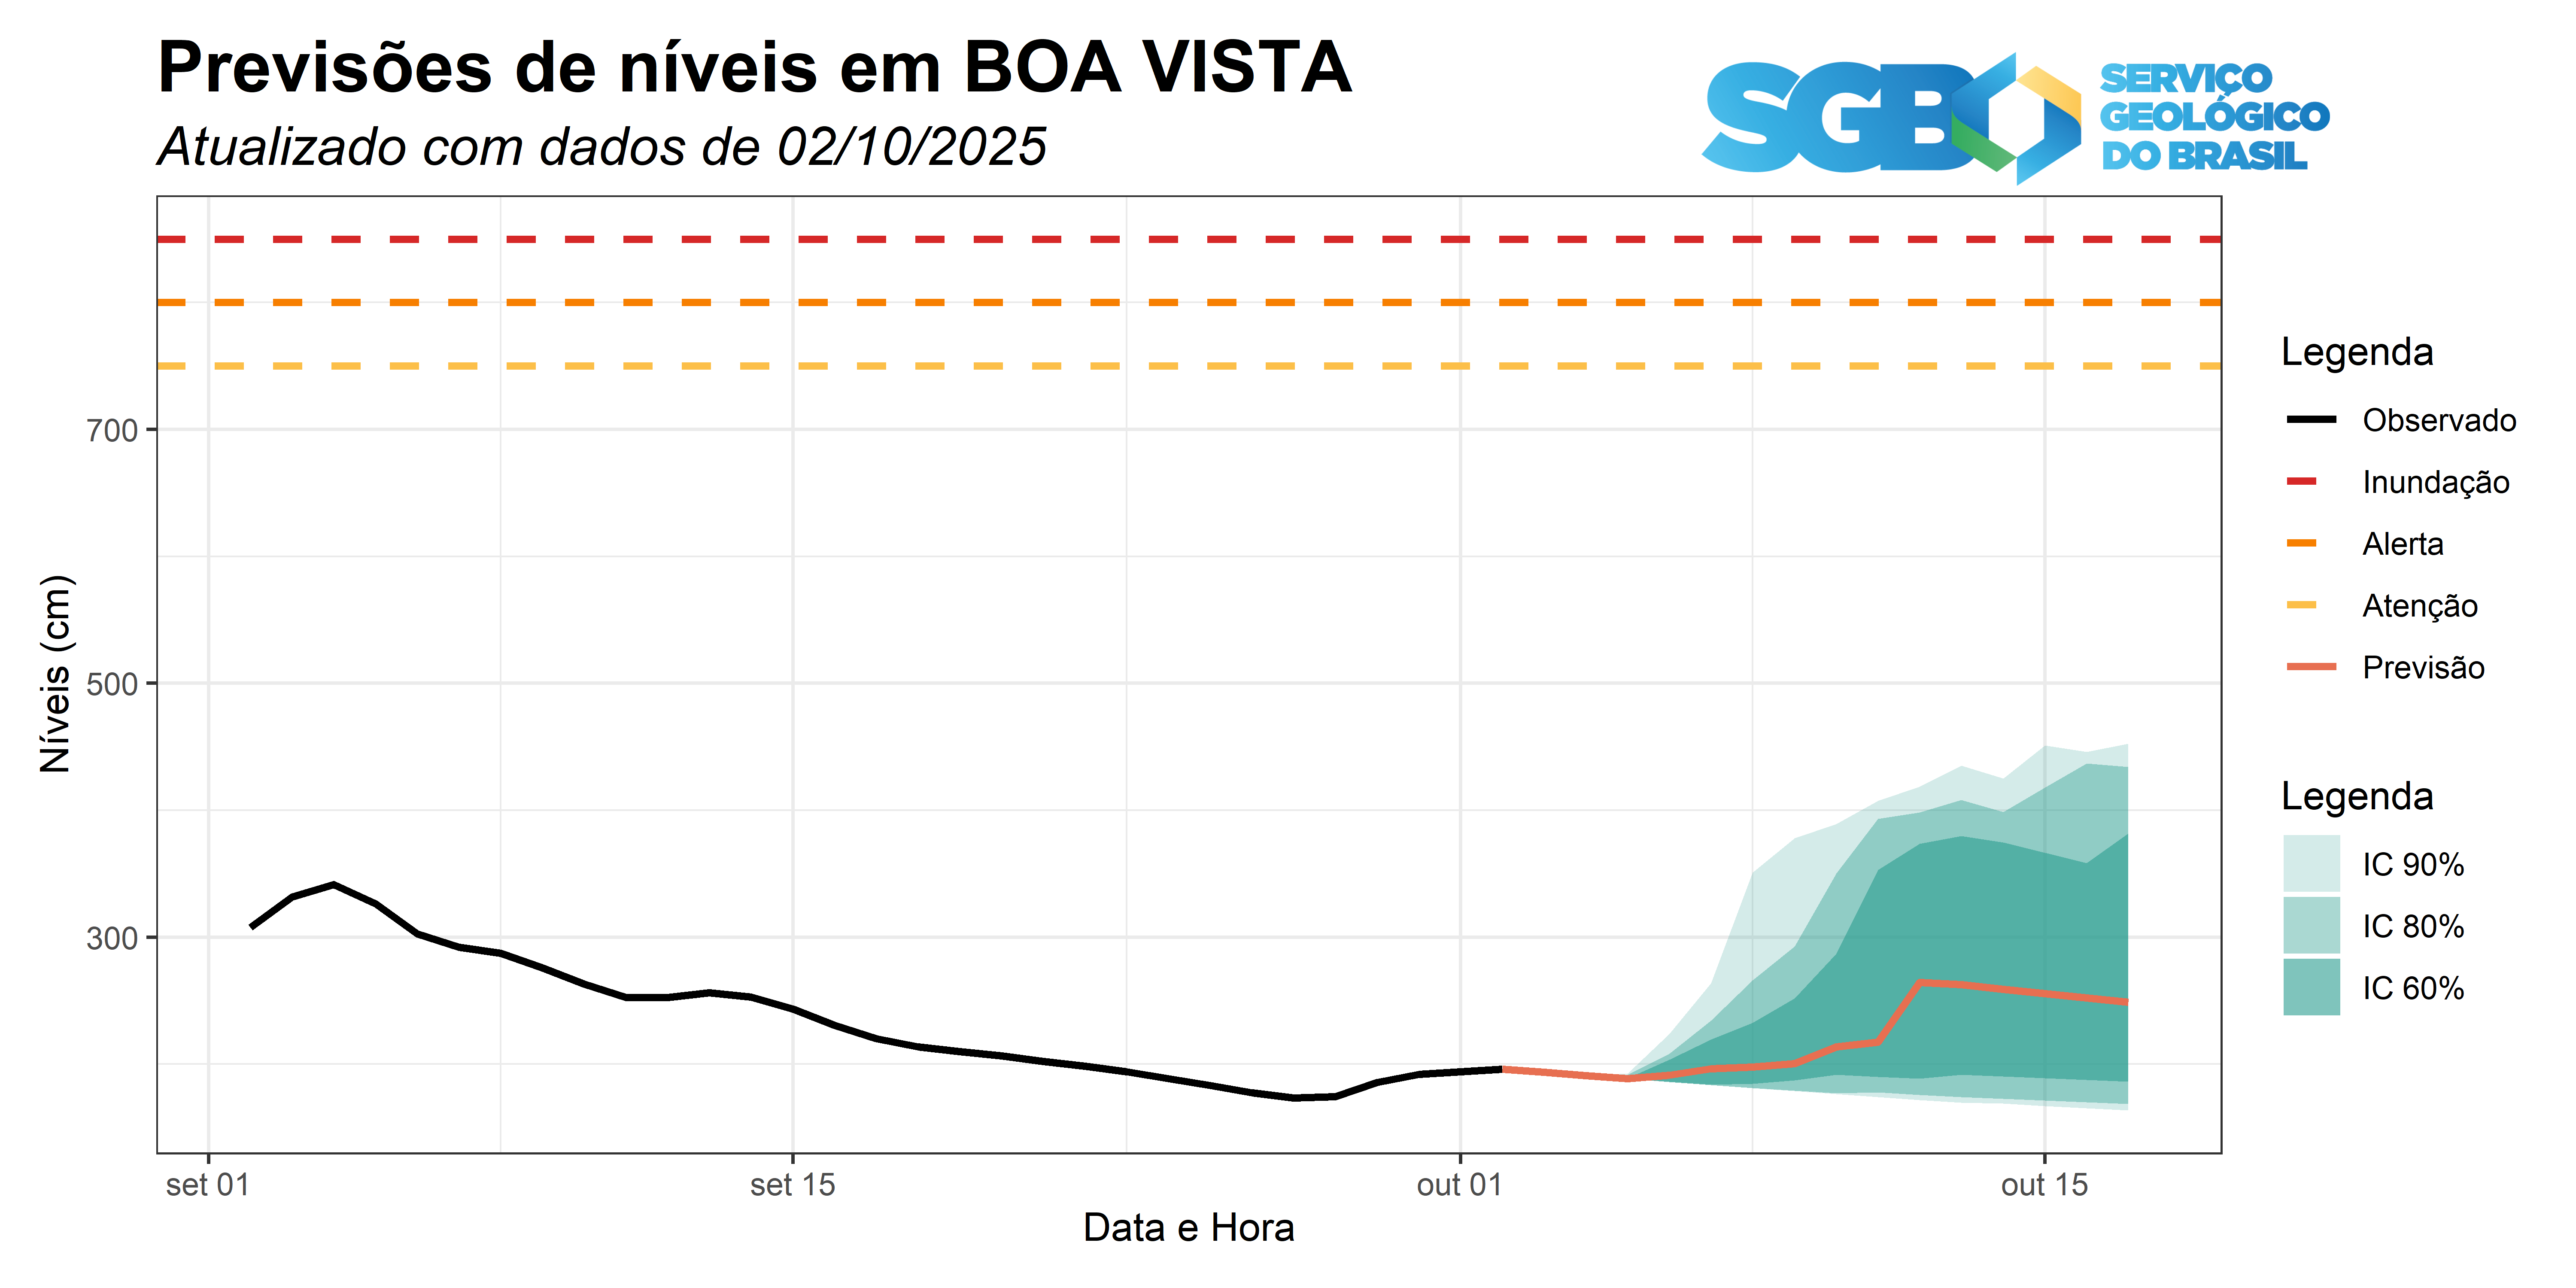 Previsões de níveis em BOA VISTA
Atualizado com dados de 02/10/2025
SGB
SERVIÇO
GEOLÓGICO
DO BRASIL
Níveis (cm)
700
500
300
set 01
set 15
out 01
out 15
Data e Hora
Legenda
Observado
Inundação
Alerta
Atenção
Previsão
Legenda
IC 90%
IC 80%
IC 60%